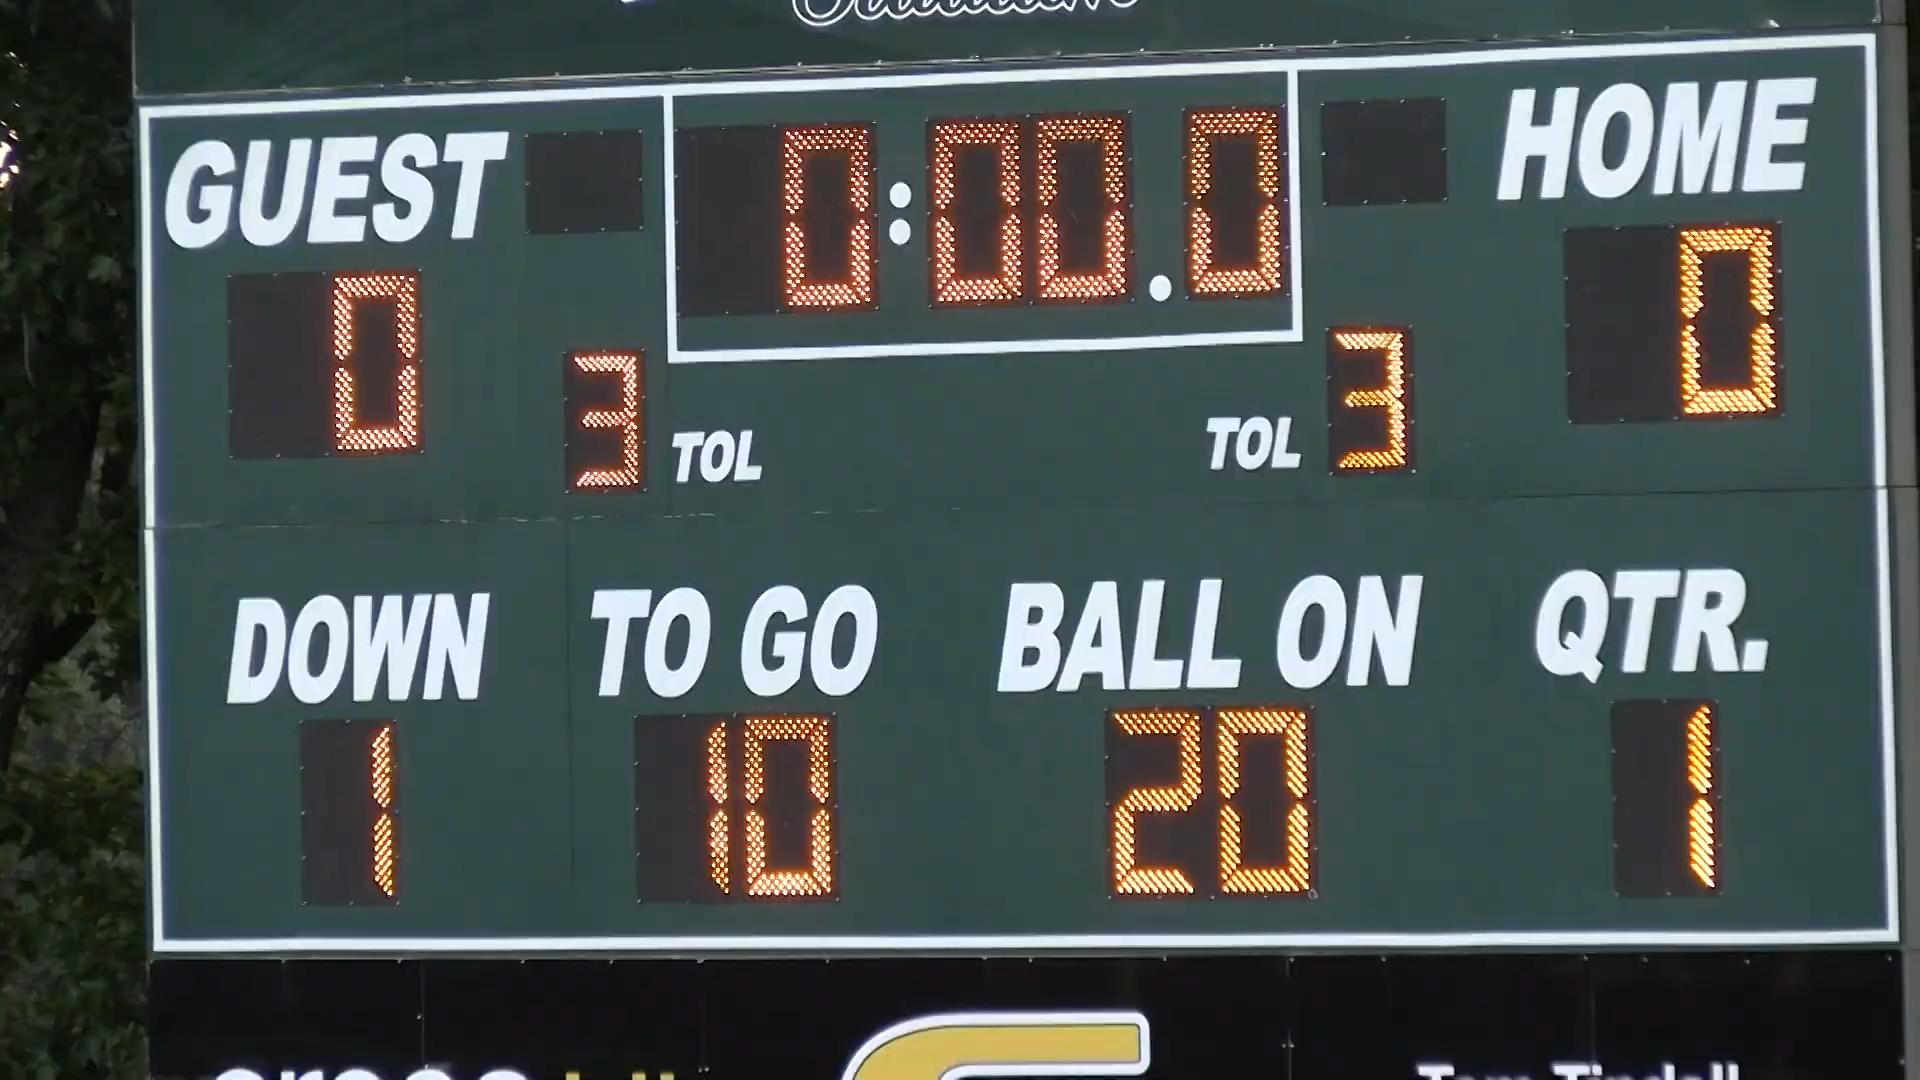 GUEST 0:00.0 HOME
0 3 TOL TOL 3 0
DOWN TO GO BALL ON QTR.
1 10 20 1